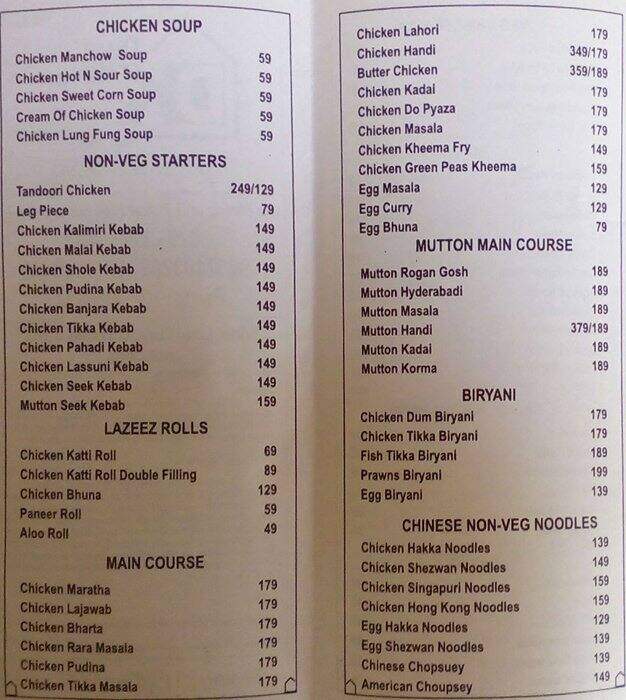 CHICKEN SOUP
Chicken Manchow Soup 59
Chicken Hot N Sour Soup 59
Chicken Sweet Corn Soup 59
Cream Of Chicken Soup 59
Chicken Lung Fung Soup 59
NON-VEG STARTERS
Tandoori Chicken 249/129
Leg Piece 79
Chicken Kalimiri Kebab 149
Chicken Malai Kebab 149
Chicken Shole Kebab 149
Chicken Pudina Kebab 149
Chicken Banjara Kebab 149
Chicken Tikka Kebab 149
Chicken Pahadi Kebab 149
Chicken Lassuni Kebab 149
Chicken Seek Kebab 149
Mutton Seek Kebab 159
LAZEEZ ROLLS
Chicken Katti Roll 69
Chicken Katti Roll Double Filling 89
Chicken Bhuna 129
Paneer Roll 59
Aloo Roll 49
MAIN COURSE
Chicken Maratha 179
Chicken Lajawab 179
Chicken Bharta 179
Chicken Rara Masala 179
Chicken Pudina 179
Chicken Tikka Masala 179
Chicken Lahori 179
Chicken Handi 349/179
Butter Chicken 359/189
Chicken Kadai 179
Chicken Do Pyaza 179
Chicken Masala 179
Chicken Kheema Fry 149
Chicken Green Peas Kheema 159
Egg Masala 129
Egg Curry 129
Egg Bhuna 79
MUTTON MAIN COURSE
Mutton Rogan Gosh 189
Mutton Hyderabadi 189
Mutton Masala 189
Mutton Handi 379/189
Mutton Kadai 189
Mutton Korma 189
BIRYANI
Chicken Dum Biryani 179
Chicken Tikka Biryani 179
Fish Tikka Biryani 189
Prawns Biryani 199
Egg Biryani 139
CHINESE NON-VEG NOODLES
Chicken Hakka Noodles 139
Chicken Shezwan Noodles 149
Chicken Singapuri Noodles 159
Chicken Hong Kong Noodles 159
Egg Hakka Noodles 129
Egg Shezwan Noodles 139
Chinese Chopsuey 139
American Choupsey 149